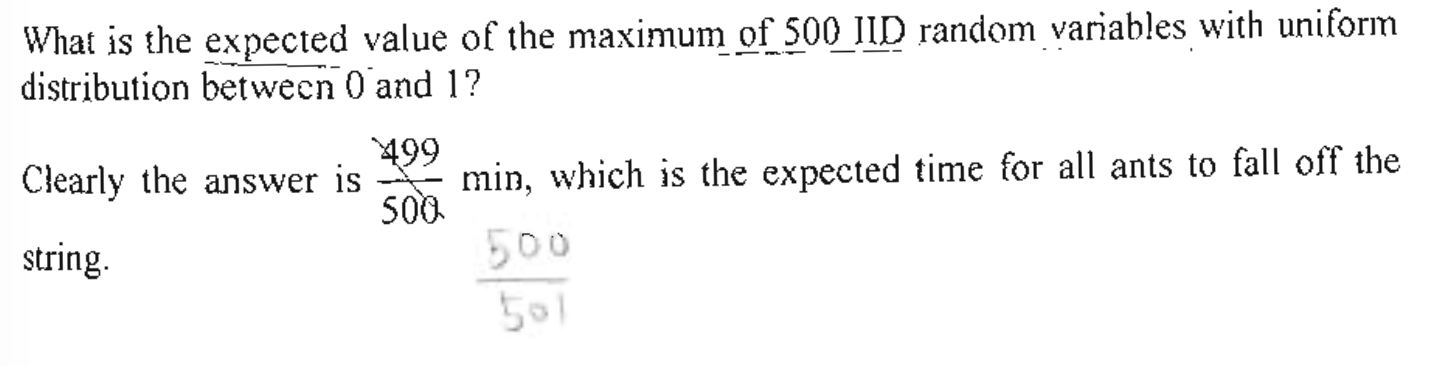 What is the expected value of the maximum of 500 IID random variables with uniform
distribution between 0 and 1?
Clearly the answer is 499/500 min, which is the expected time for all ants to fall off the
string.
500/501